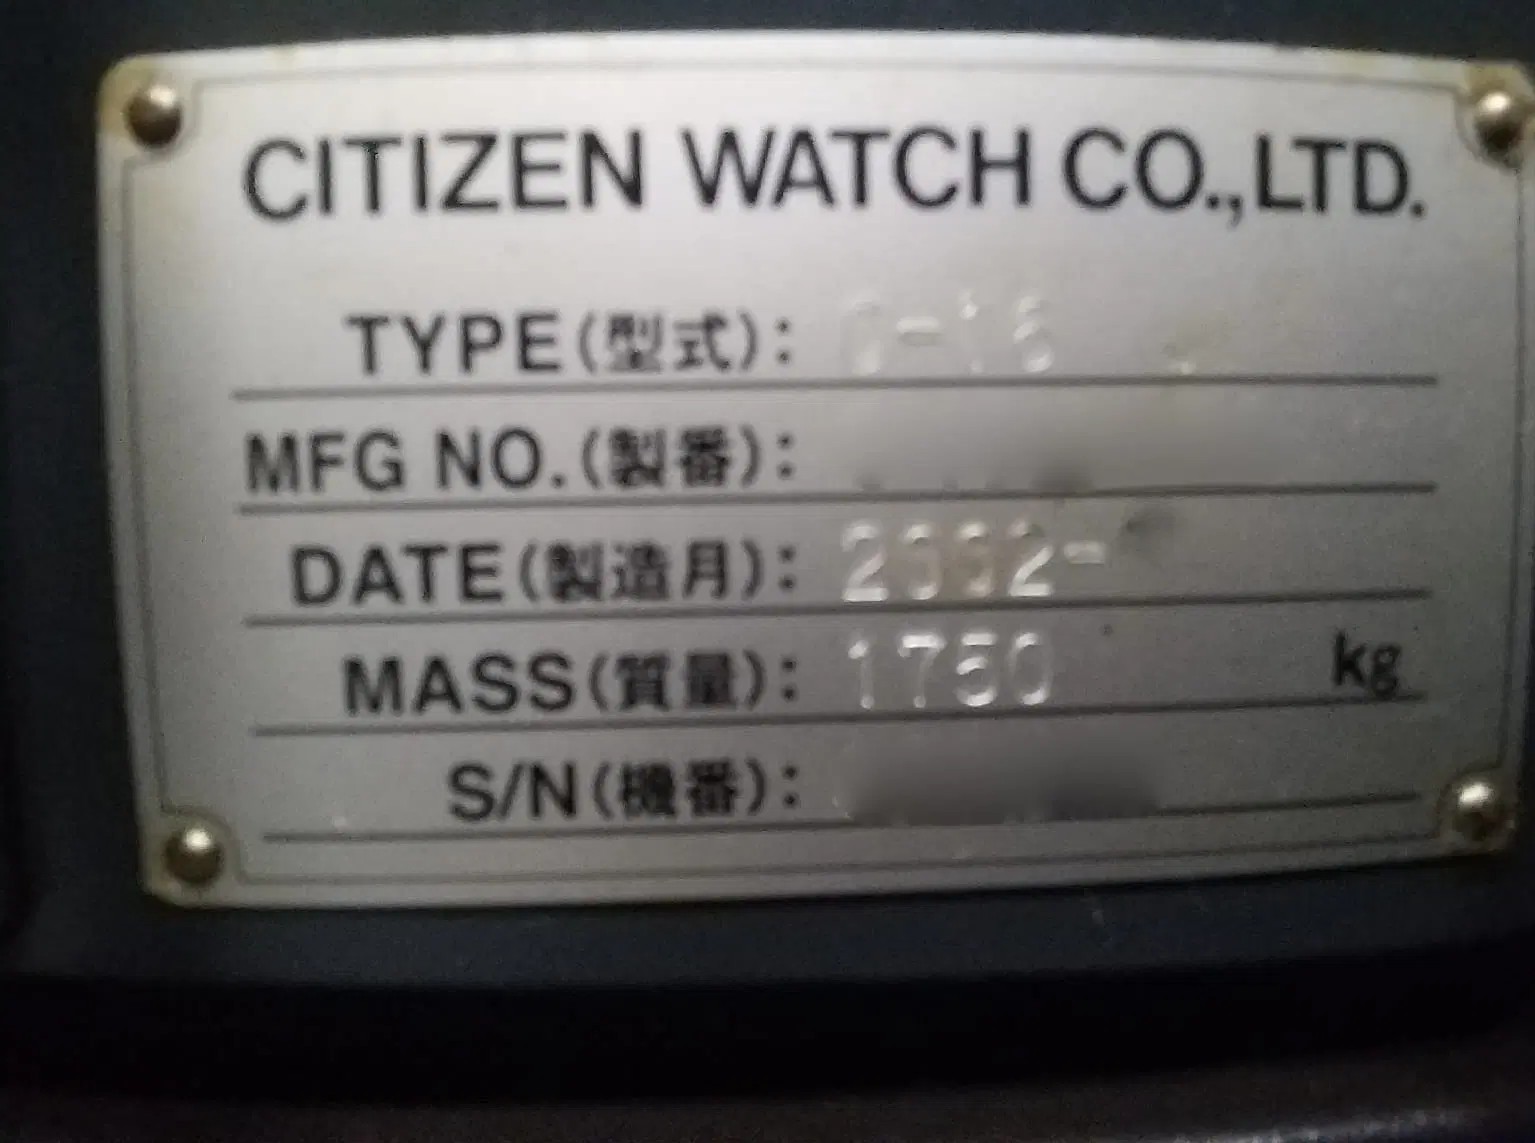 CITIZEN WATCH CO.,LTD.
TYPE(型式):
MFG NO.(製番):
DATE(製造月): 2002-
MASS(質量): 1750 kg
S/N(機番):